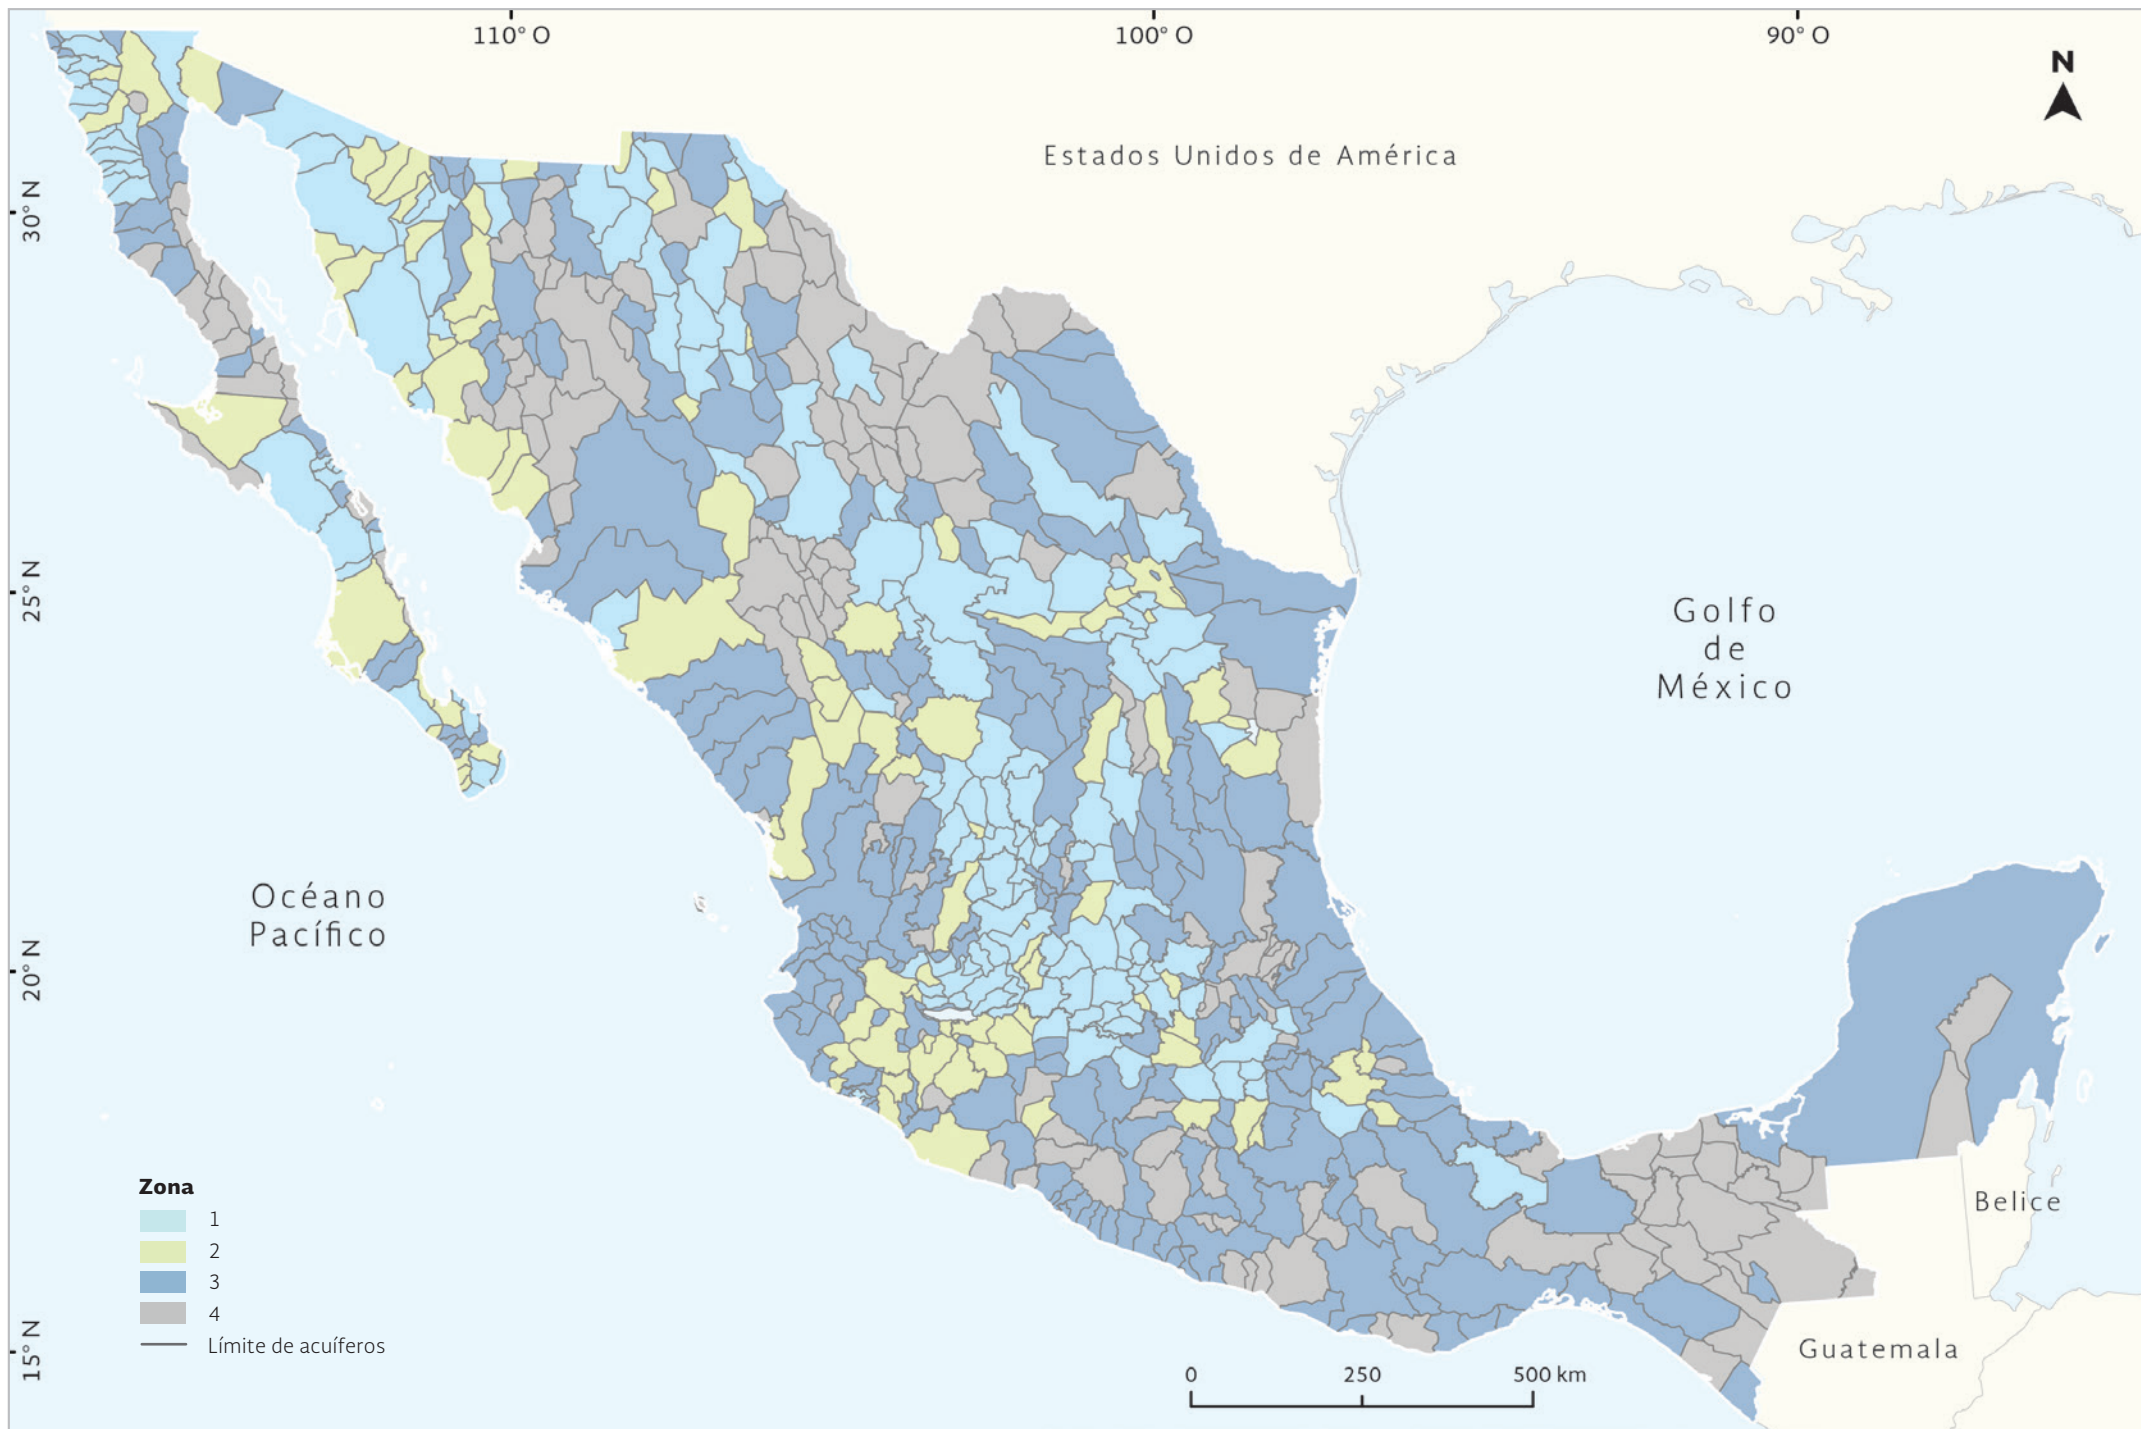 110° O
100° O
90° O
N
Estados Unidos de América
30° N
25° N
Golfo
de
México
Océano
Pacífico
20° N
Zona
1
2
3
4
Límite de acuíferos
Belice
Guatemala
15° N
0
250
500 km